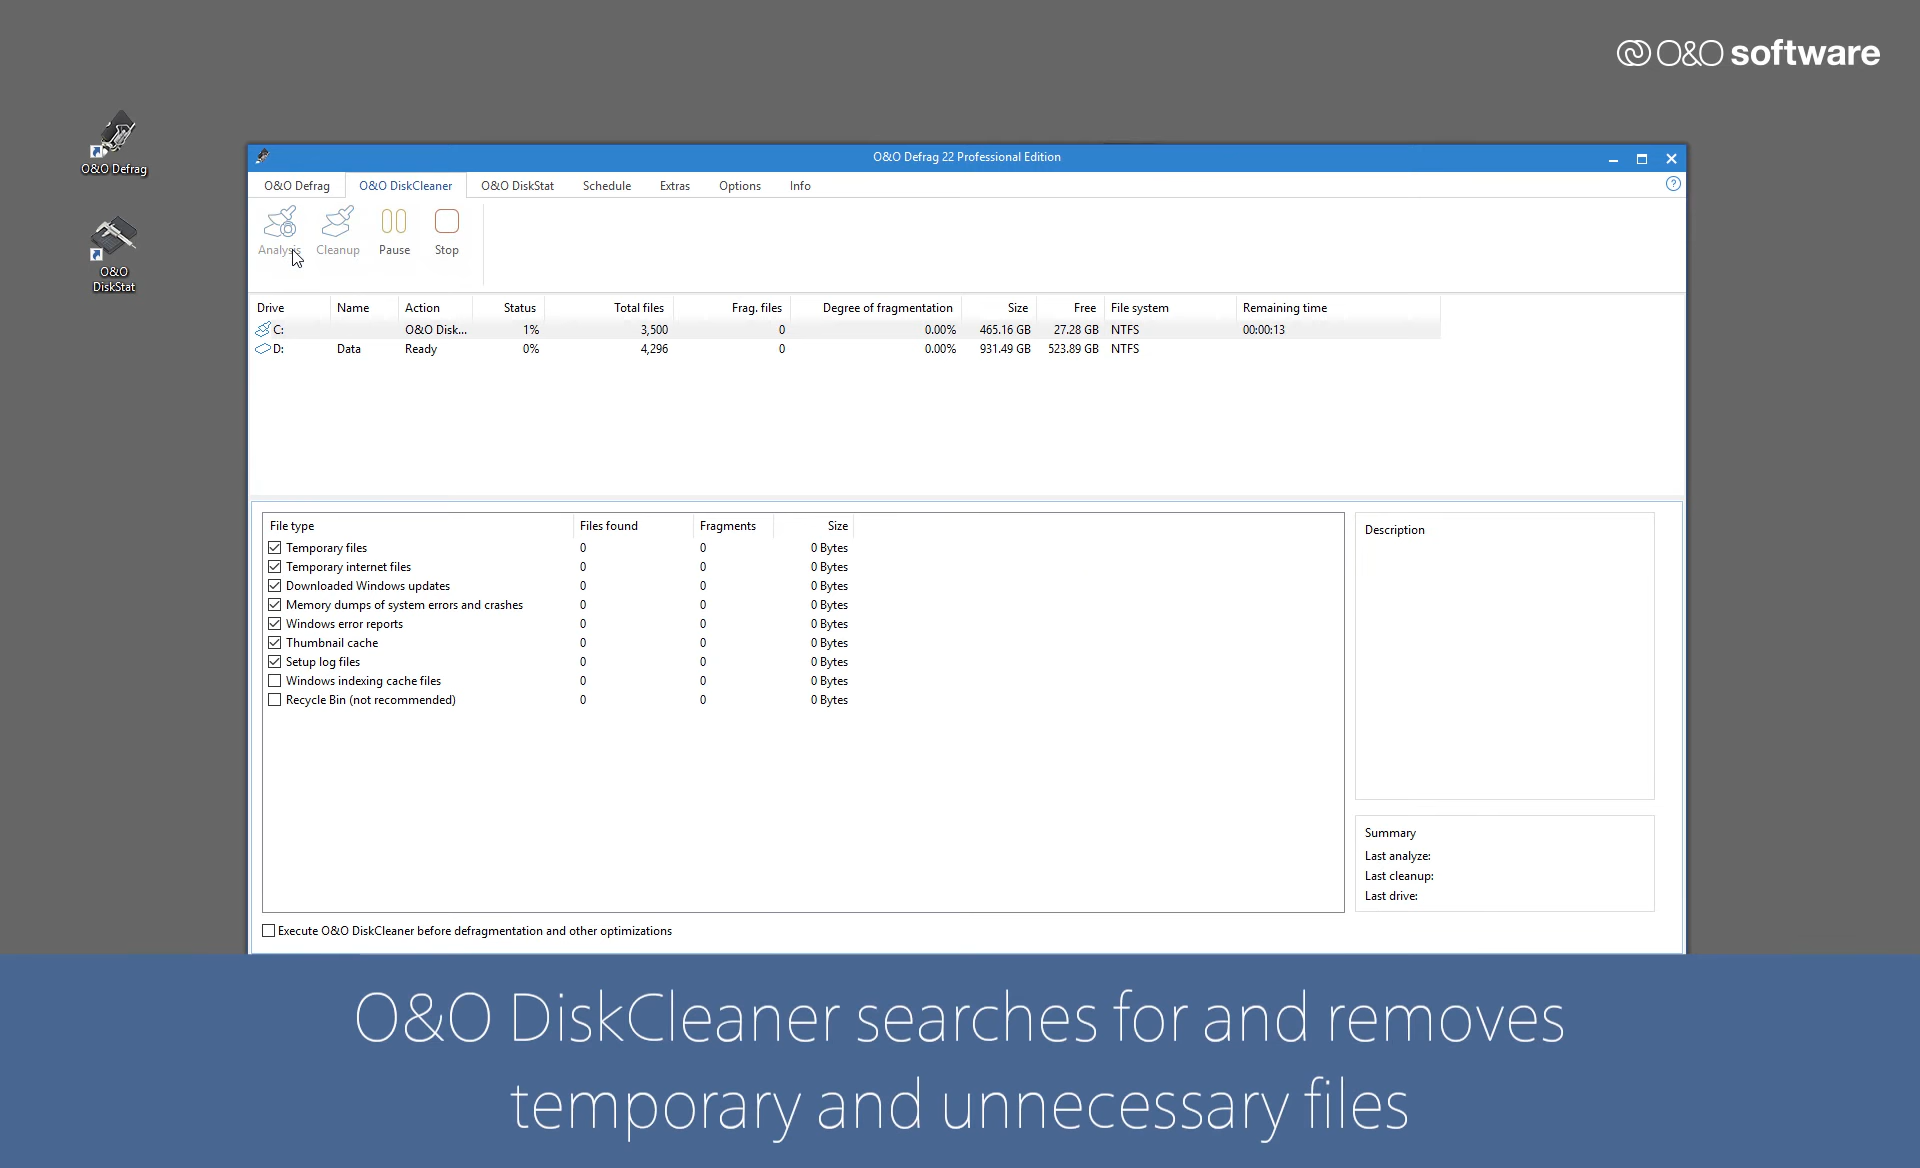 O&O software
O&O Defrag
O&O
DiskStat
O&O Defrag 22 Professional Edition
O&O Defrag O&O DiskCleaner O&O DiskStat Schedule Extras Options Info
?
Analysis Cleanup Pause Stop
Drive Name Action Status Total files Frag. files Degree of fragmentation Size Free File system Remaining time
C: O&O Disk... 1% 3,500 0 0.00% 465.16 GB 27.28 GB NTFS 00:00:13
D: Data Ready 0% 4,296 0 0.00% 931.49 GB 523.89 GB NTFS
File type Files found Fragments Size
Temporary files 0 0 0 Bytes
Temporary internet files 0 0 0 Bytes
Downloaded Windows updates 0 0 0 Bytes
Memory dumps of system errors and crashes 0 0 0 Bytes
Windows error reports 0 0 0 Bytes
Thumbnail cache 0 0 0 Bytes
Setup log files 0 0 0 Bytes
Windows indexing cache files 0 0 0 Bytes
Recycle Bin (not recommended) 0 0 0 Bytes
Description
Summary
Last analyze:
Last cleanup:
Last drive:
Execute O&O DiskCleaner before defragmentation and other optimizations
O&O DiskCleaner searches for and removes
temporary and unnecessary files